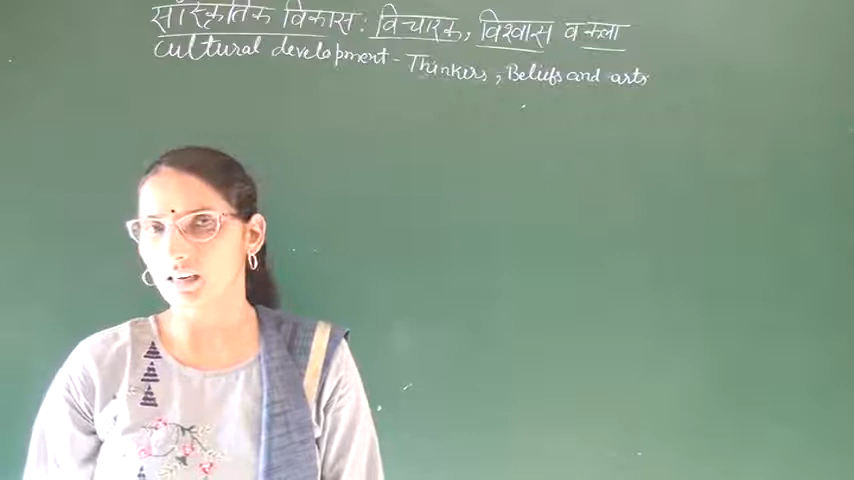 सांस्कृतिक विकास: विचारक, विश्वास व कला
Cultural development - Thinkers, Beliefs and arts